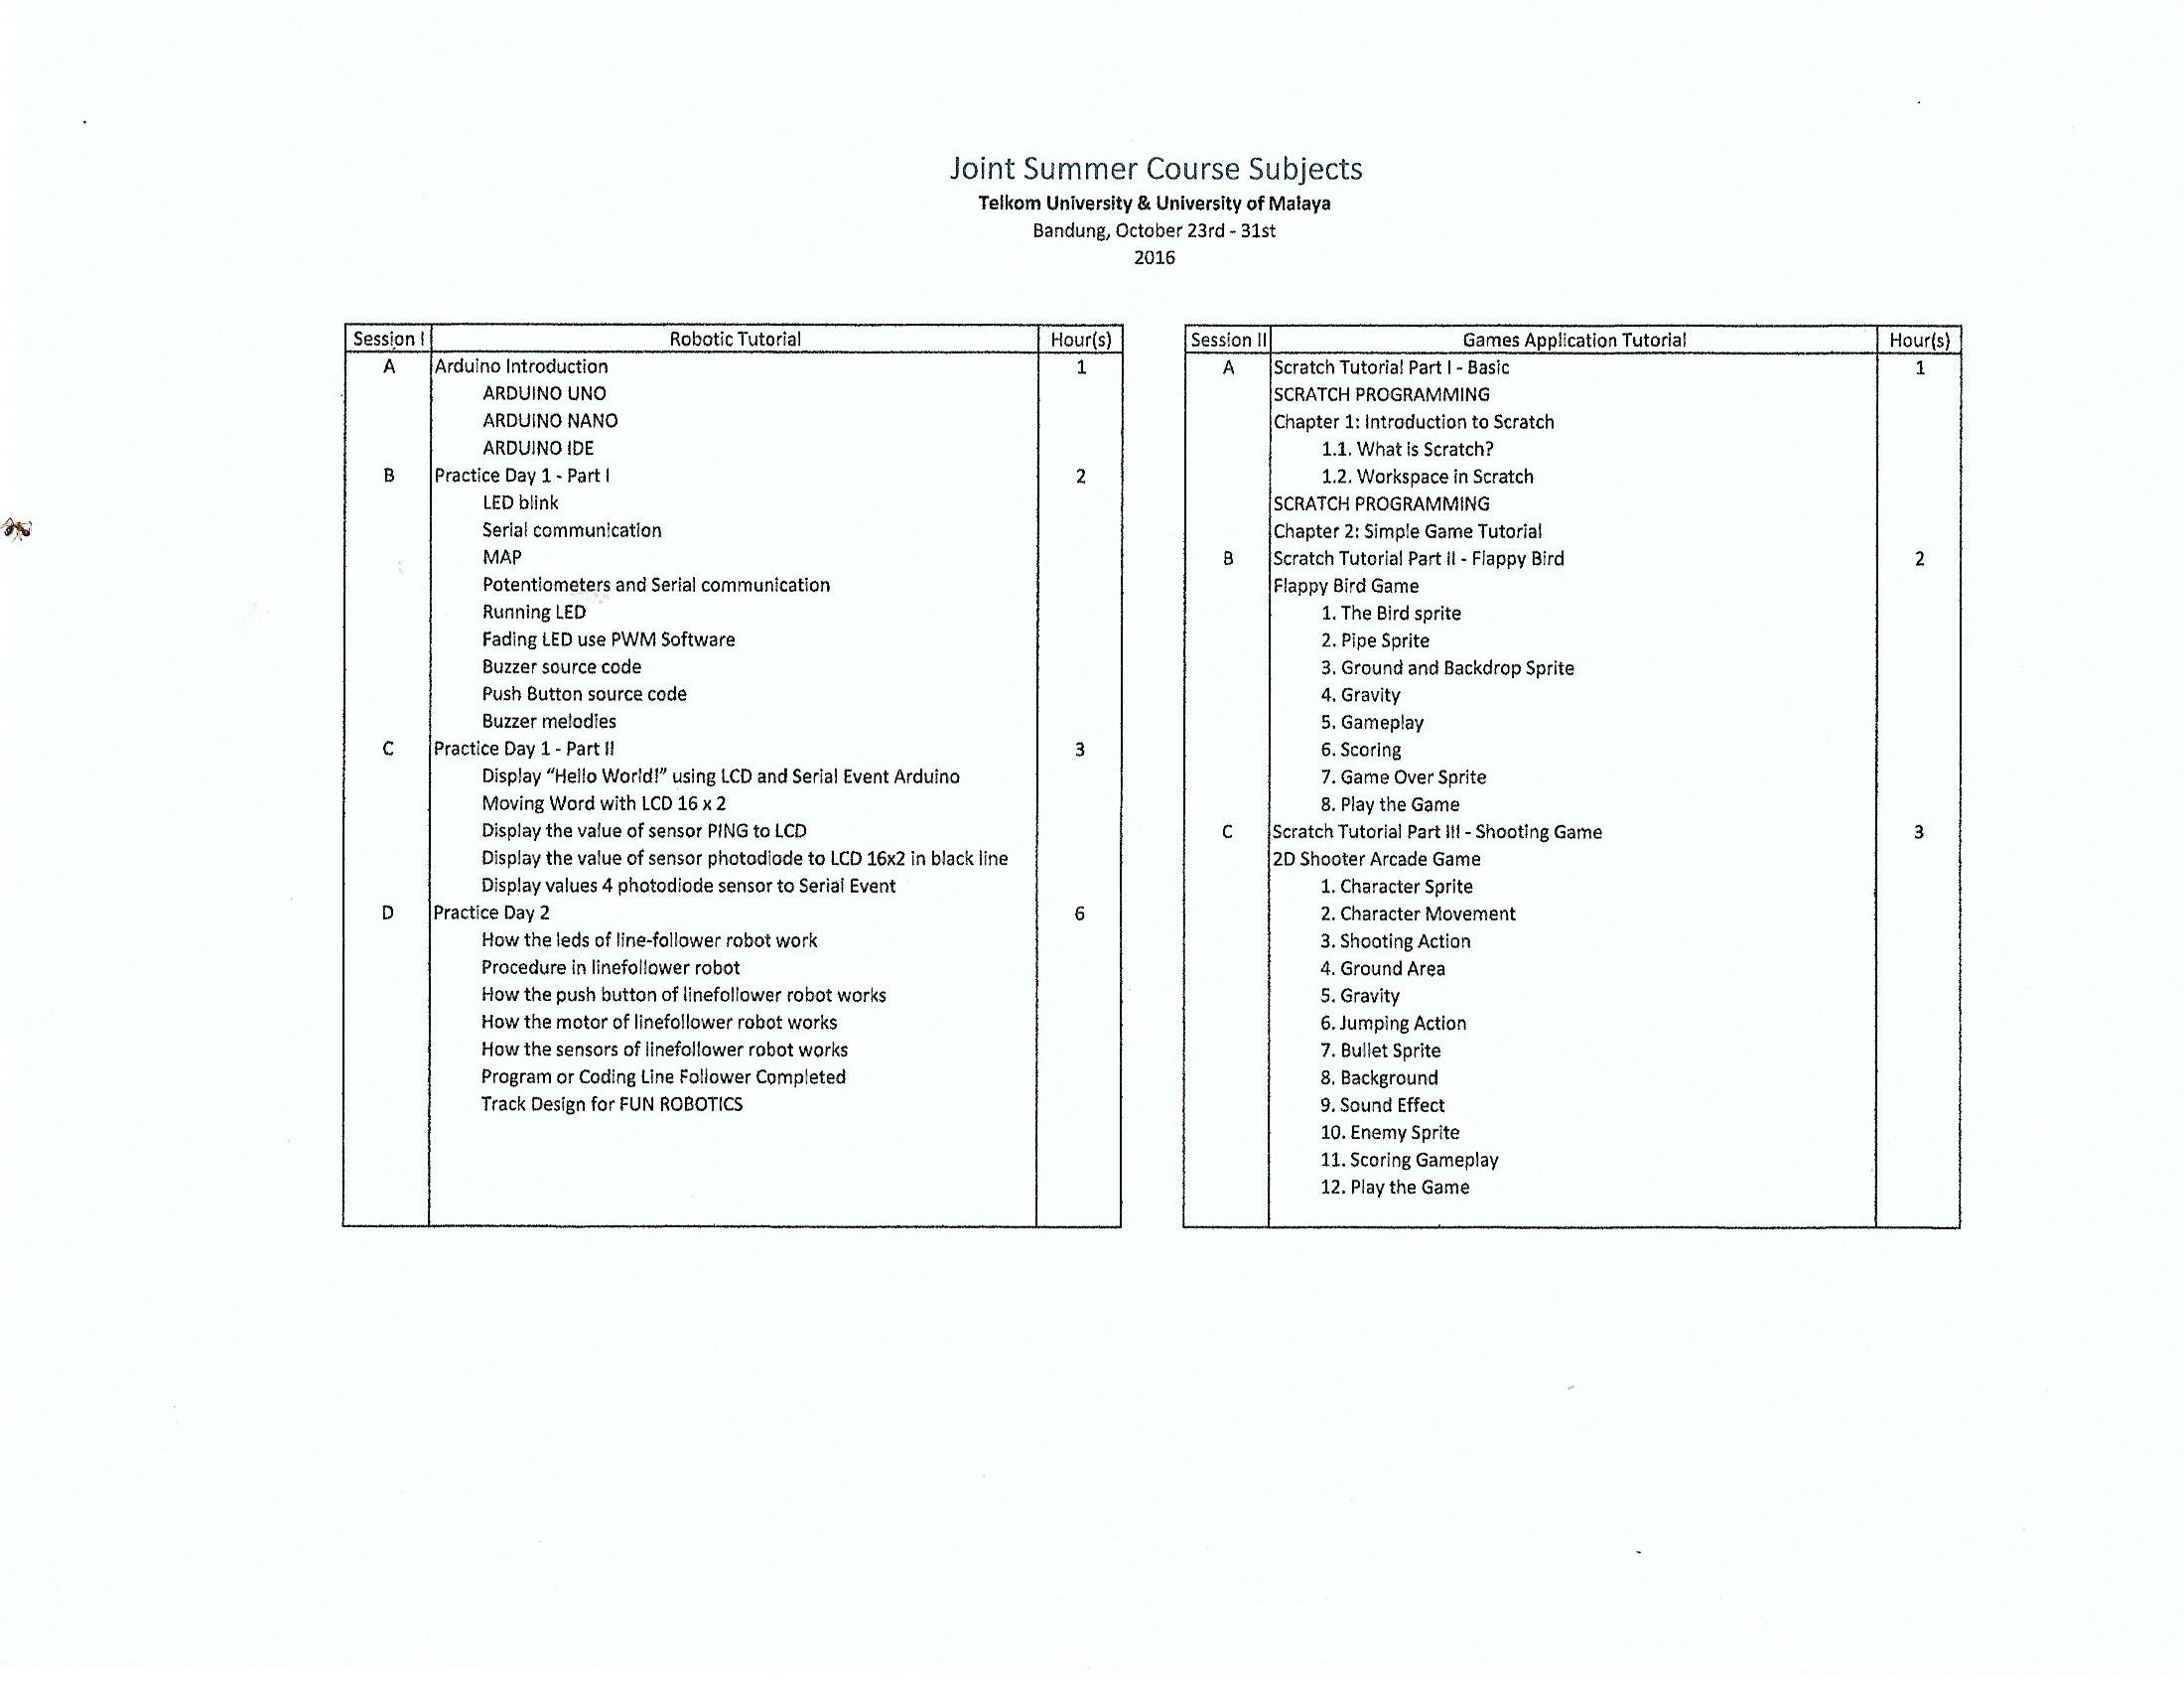 Joint Summer Course Subjects
Telkom University & University of Malaya
Bandung, October 23rd - 31st
2016
Session I Robotic Tutorial Hour(s)
A Arduino Introduction 1
ARDUINO UNO
ARDUINO NANO
ARDUINO IDE
B Practice Day 1 - Part I 2
LED blink
Serial communication
MAP
Potentiometers and Serial communication
Running LED
Fading LED use PWM Software
Buzzer source code
Push Button source code
Buzzer melodies
C Practice Day 1 - Part II 3
Display “Hello World!” using LCD and Serial Event Arduino
Moving Word with LCD 16 x 2
Display the value of sensor PING to LCD
Display the value of sensor photodiode to LCD 16x2 in black line
Display values 4 photodiode sensor to Serial Event
D Practice Day 2 6
How the leds of line-follower robot work
Procedure in linefollower robot
How the push button of linefollower robot works
How the motor of linefollower robot works
How the sensors of linefollower robot works
Program or Coding Line Follower Completed
Track Design for FUN ROBOTICS
Session II Games Application Tutorial Hour(s)
A Scratch Tutorial Part I - Basic 1
SCRATCH PROGRAMMING
Chapter 1: Introduction to Scratch
1.1. What is Scratch?
1.2. Workspace in Scratch
SCRATCH PROGRAMMING
Chapter 2: Simple Game Tutorial
B Scratch Tutorial Part II - Flappy Bird 2
Flappy Bird Game
1. The Bird sprite
2. Pipe Sprite
3. Ground and Backdrop Sprite
4. Gravity
5. Gameplay
6. Scoring
7. Game Over Sprite
8. Play the Game
C Scratch Tutorial Part III - Shooting Game 3
2D Shooter Arcade Game
1. Character Sprite
2. Character Movement
3. Shooting Action
4. Ground Area
5. Gravity
6. Jumping Action
7. Bullet Sprite
8. Background
9. Sound Effect
10. Enemy Sprite
11. Scoring Gameplay
12. Play the Game